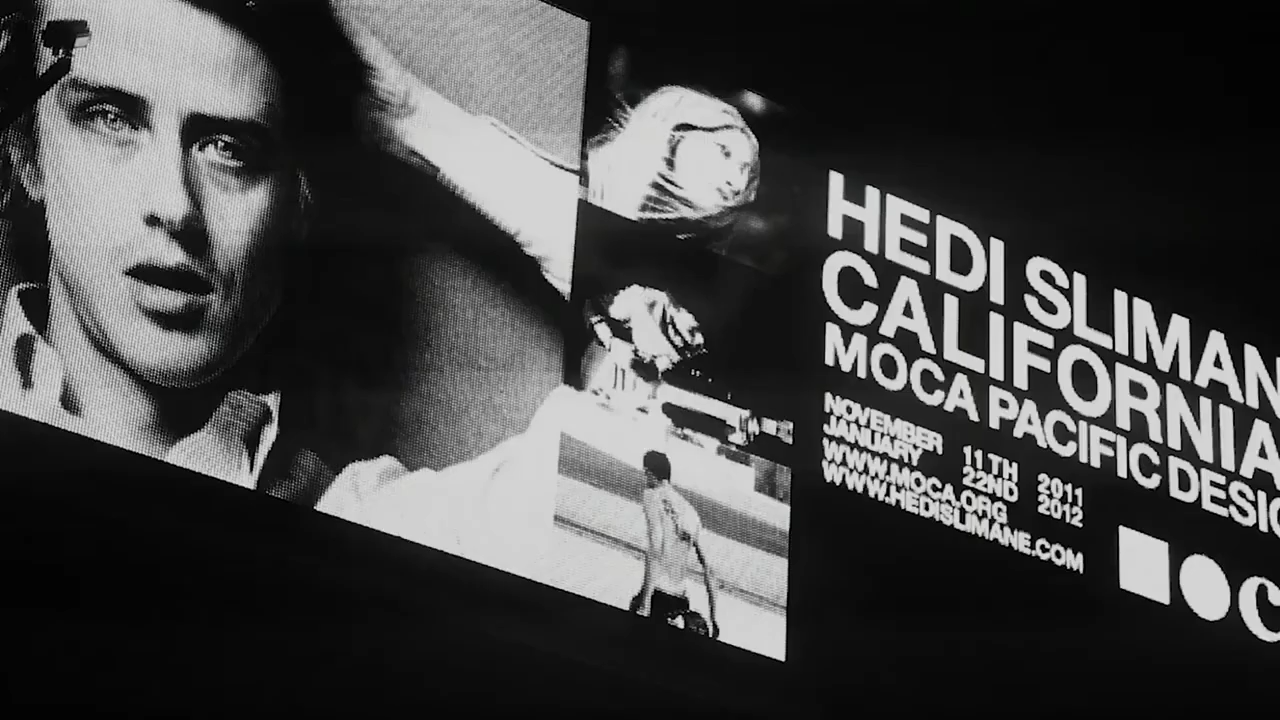 HEDI SLIMAN
CALIFORNIA
MOCA PACIFIC DESIG
NOVEMBER 11TH 2011
JANUARY 22ND 2012
WWW.MOCA.ORG
WWW.HEDISLIMANE.COM